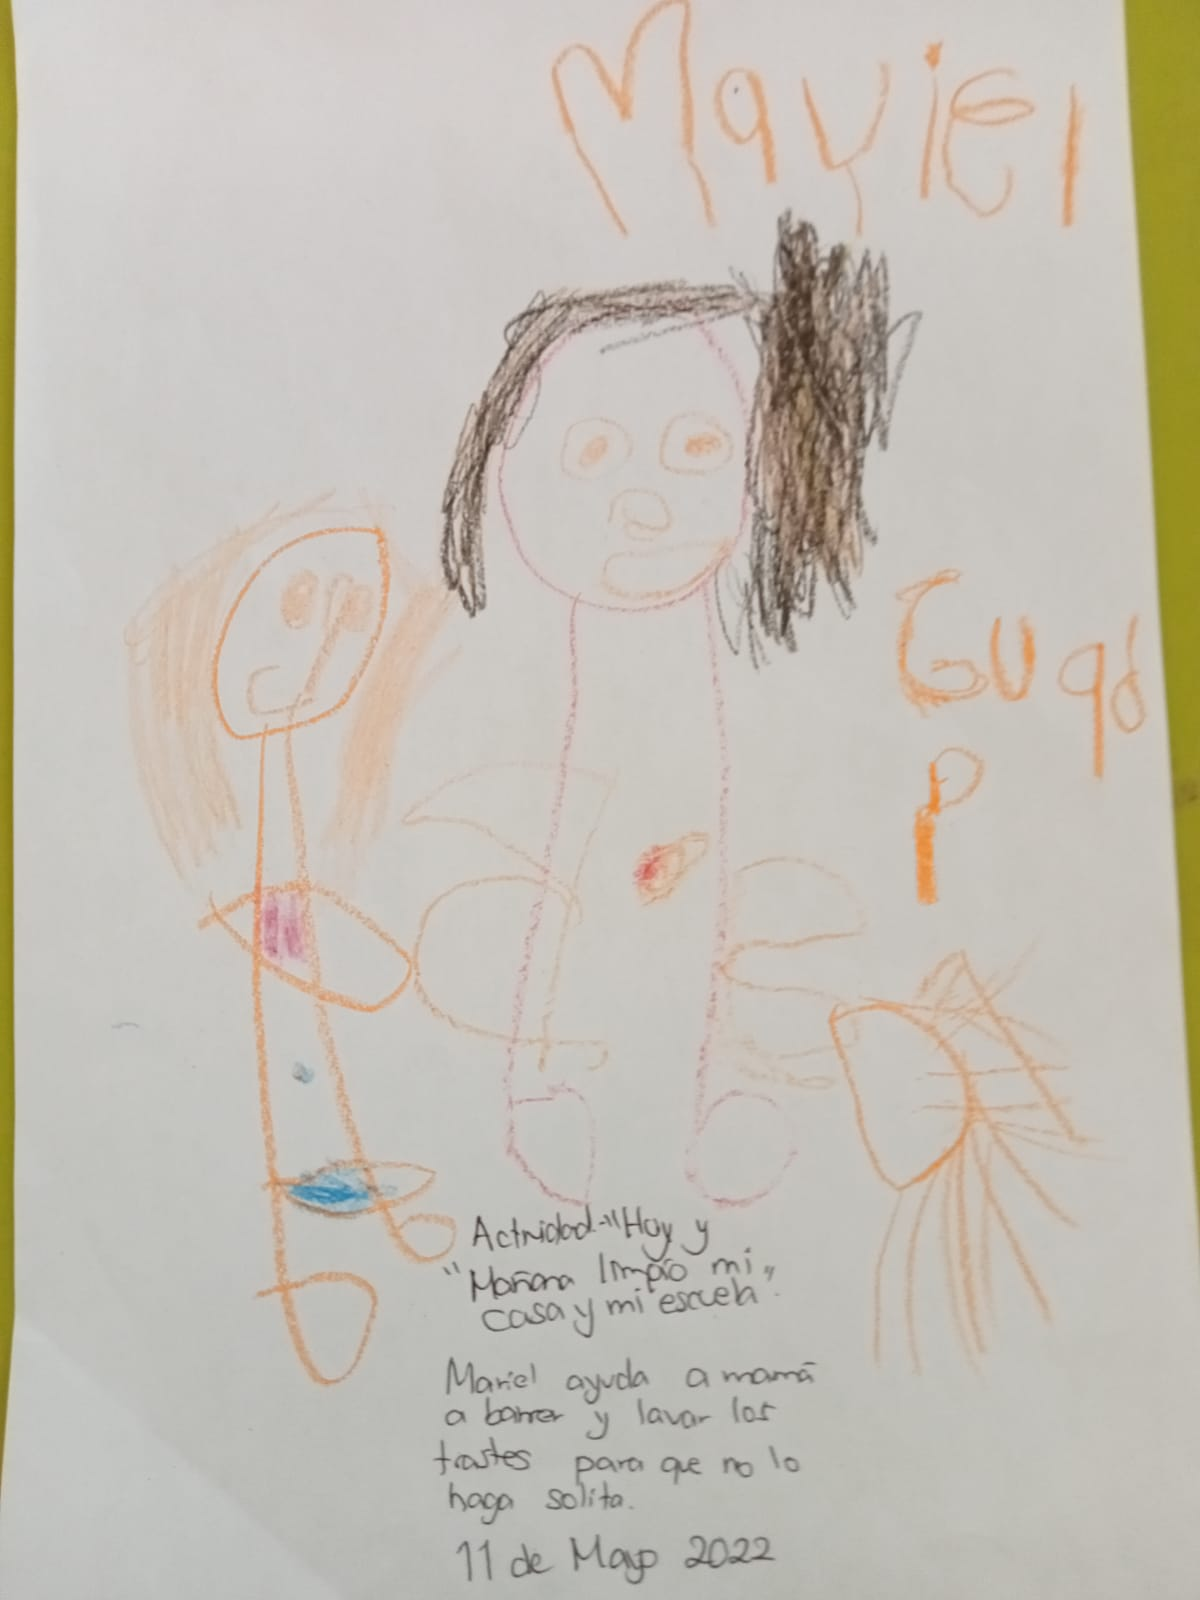 Mayiel
Guad
P
Actividad-"Hoy y
"Mañana limpio mi"
casa y mi escuela".
Mariel ayuda a mamá
a barrer y lavar los
trastes para que no lo
haga solita.
11 de Mayo 2022